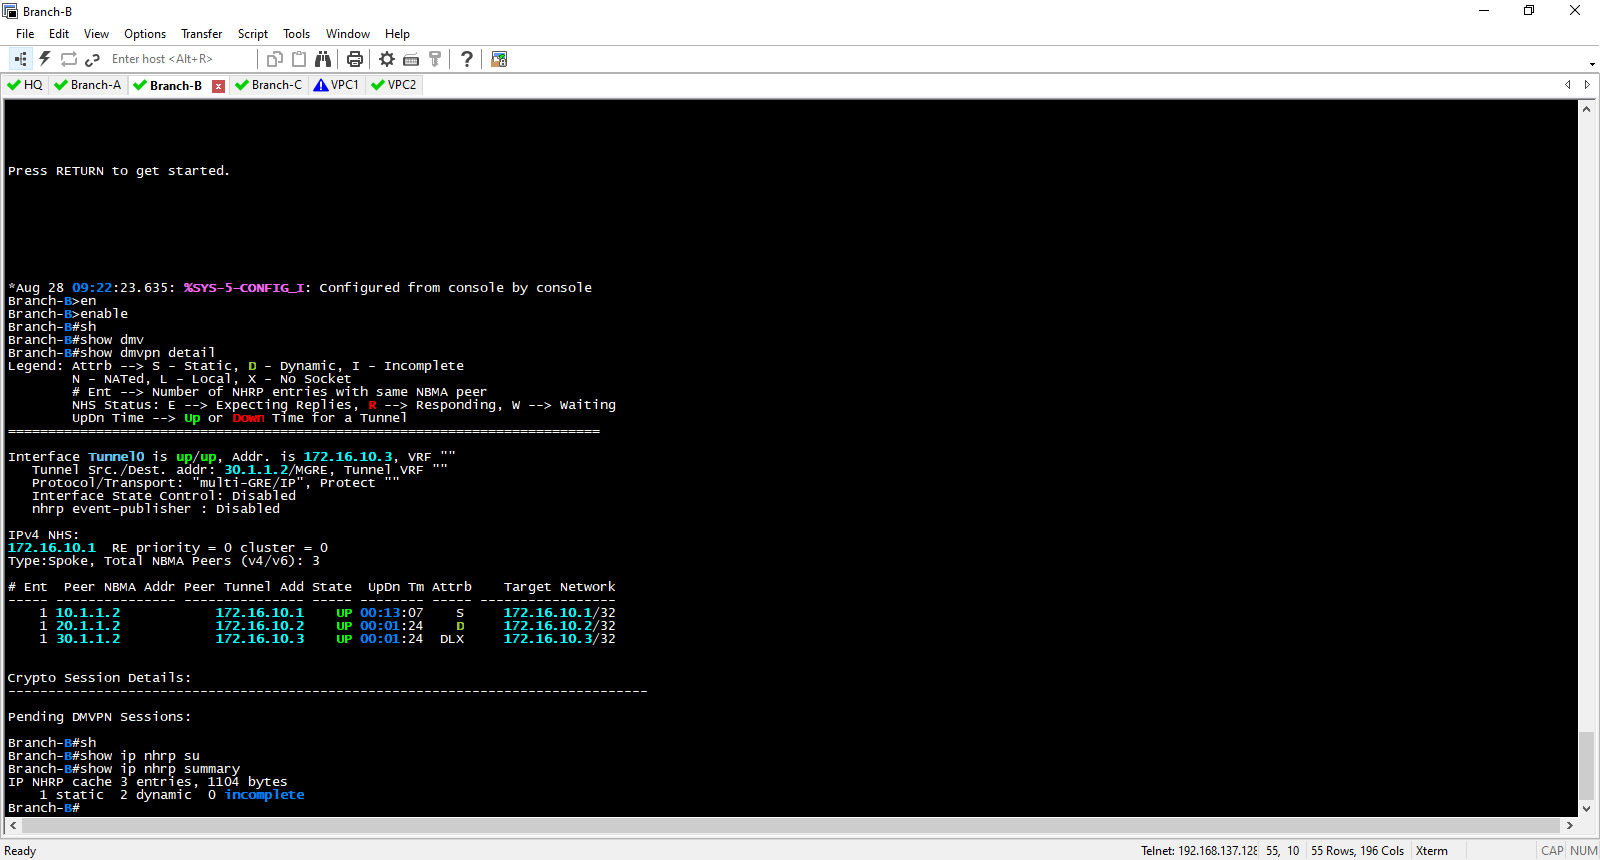 Branch-B
File Edit View Options Transfer Script Tools Window Help
Enter host <Alt+R>
HQ Branch-A Branch-B x Branch-C VPC1 VPC2
Press RETURN to get started.
*Aug 28 09:22:23.635: %SYS-5-CONFIG_I: Configured from console by console
Branch-B>en
Branch-B>enable
Branch-B#sh
Branch-B#show dmv
Branch-B#show dmvpn detail
Legend: Attrb --> S - Static, D - Dynamic, I - Incomplete
        N - NATed, L - Local, X - No Socket
        # Ent --> Number of NHRP entries with same NBMA peer
        NHS Status: E --> Expecting Replies, R --> Responding, W --> Waiting
        UpDn Time --> Up or Down Time for a Tunnel
==========================================================================
Interface Tunnel0 is up/up, Addr. is 172.16.10.3, VRF ""
   Tunnel Src./Dest. addr: 30.1.1.2/MGRE, Tunnel VRF ""
   Protocol/Transport: "multi-GRE/IP", Protect ""
   Interface State Control: Disabled
   nhrp event-publisher : Disabled
IPv4 NHS:
172.16.10.1  RE priority = 0 cluster = 0
Type:Spoke, Total NBMA Peers (v4/v6): 3
# Ent  Peer NBMA Addr Peer Tunnel Add State  UpDn Tm Attrb    Target Network
----- --------------- --------------- ----- -------- ----- -----------------
    1 10.1.1.2            172.16.10.1    UP 00:13:07    S     172.16.10.1/32
    1 20.1.1.2            172.16.10.2    UP 00:01:24    D     172.16.10.2/32
    1 30.1.1.2            172.16.10.3    UP 00:01:24  DLX     172.16.10.3/32
Crypto Session Details:
--------------------------------------------------------------------------------
Pending DMVPN Sessions:
Branch-B#sh
Branch-B#show ip nhrp su
Branch-B#show ip nhrp summary
IP NHRP cache 3 entries, 1104 bytes
    1 static  2 dynamic  0 incomplete
Branch-B#
Ready Telnet: 192.168.137.128 55, 10 55 Rows, 196 Cols Xterm CAP NUM